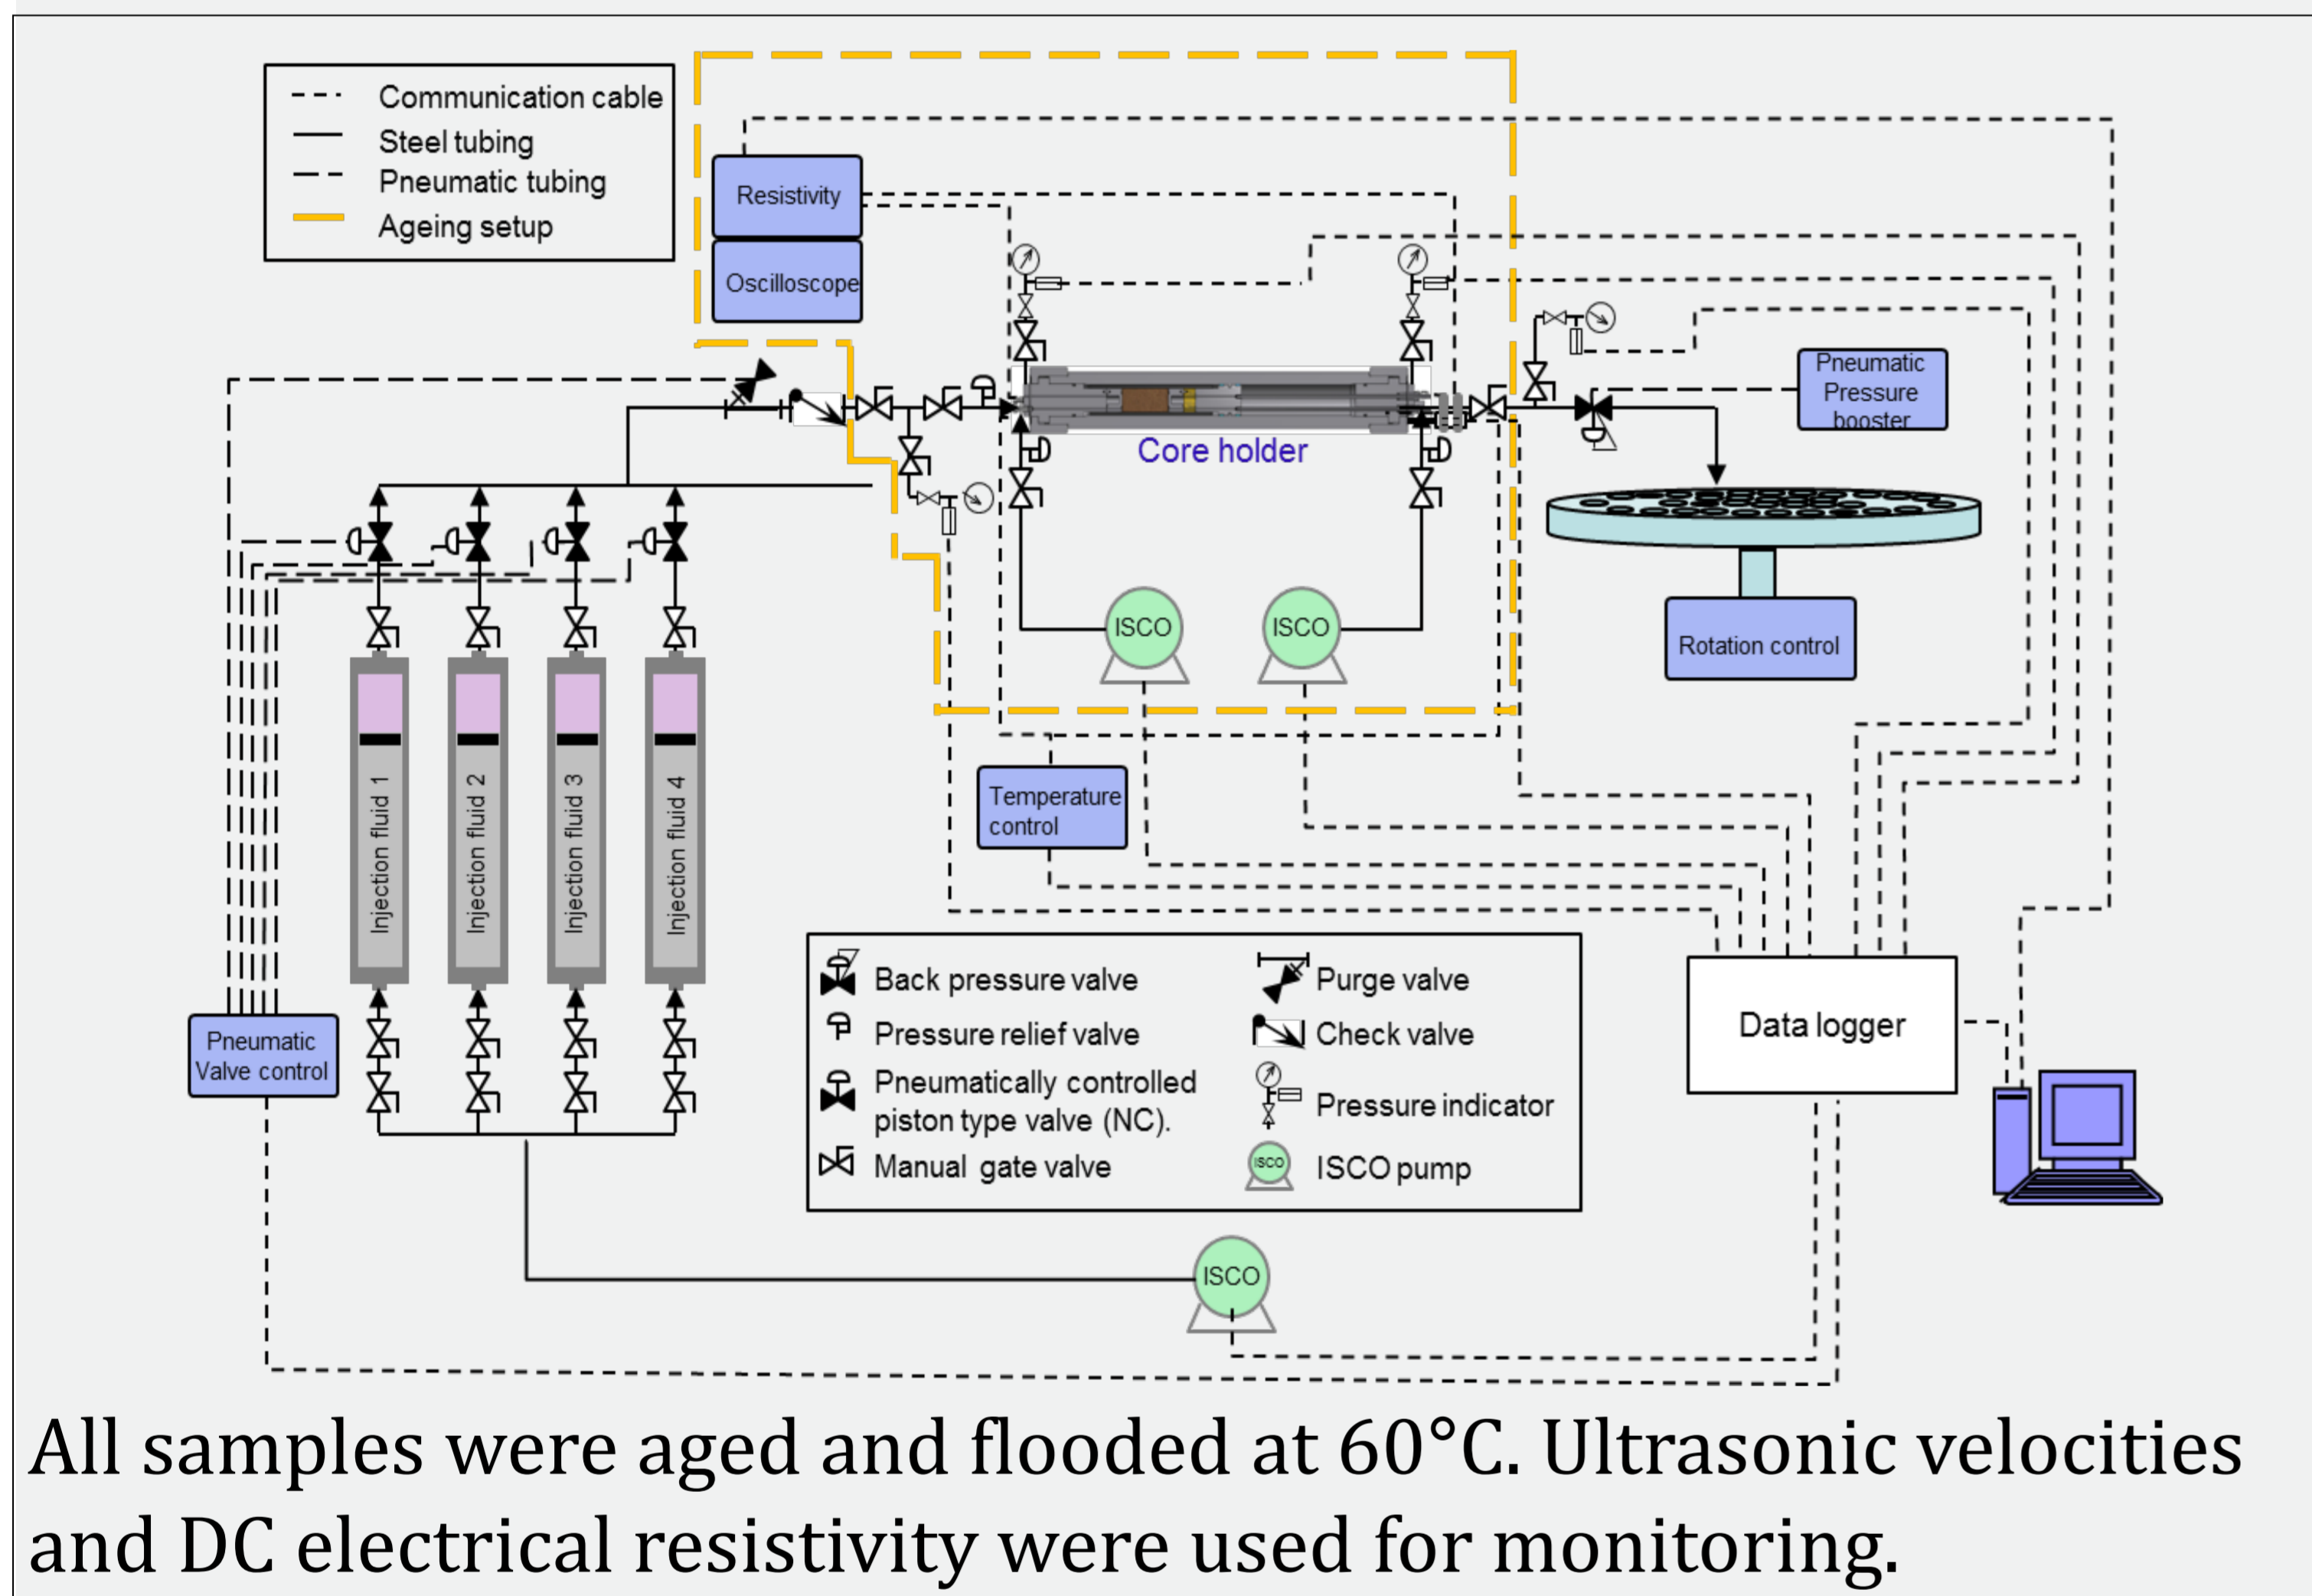 Communication cable
Steel tubing
Pneumatic tubing
Ageing setup
Resistivity
Oscilloscope
Pneumatic
Pressure
booster
Core holder
ISCO
ISCO
Rotation control
Injection fluid 1
Injection fluid 2
Injection fluid 3
Injection fluid 4
Temperature
control
Pneumatic
Valve control
Back pressure valve
Pressure relief valve
Pneumatically controlled
piston type valve (NC).
Manual gate valve
Purge valve
Check valve
Pressure indicator
ISCO
ISCO pump
Data logger
ISCO
All samples were aged and flooded at 60°C. Ultrasonic velocities
and DC electrical resistivity were used for monitoring.